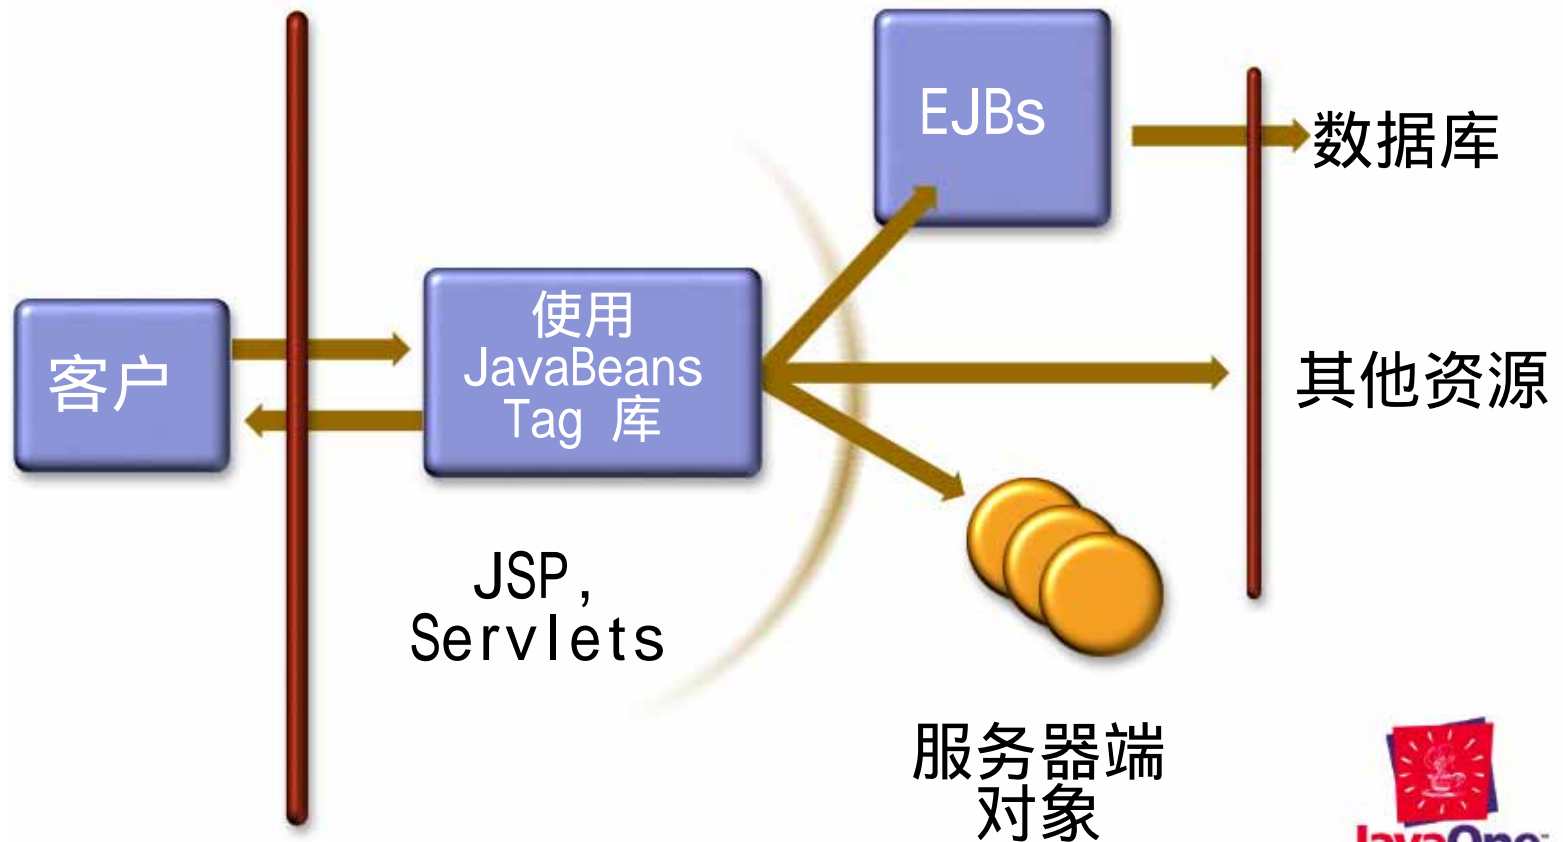 EJBs
数据库
客户
使用
JavaBeans
Tag 库
其他资源
JSP,
Servlets
服务器端
对象
JavaOne